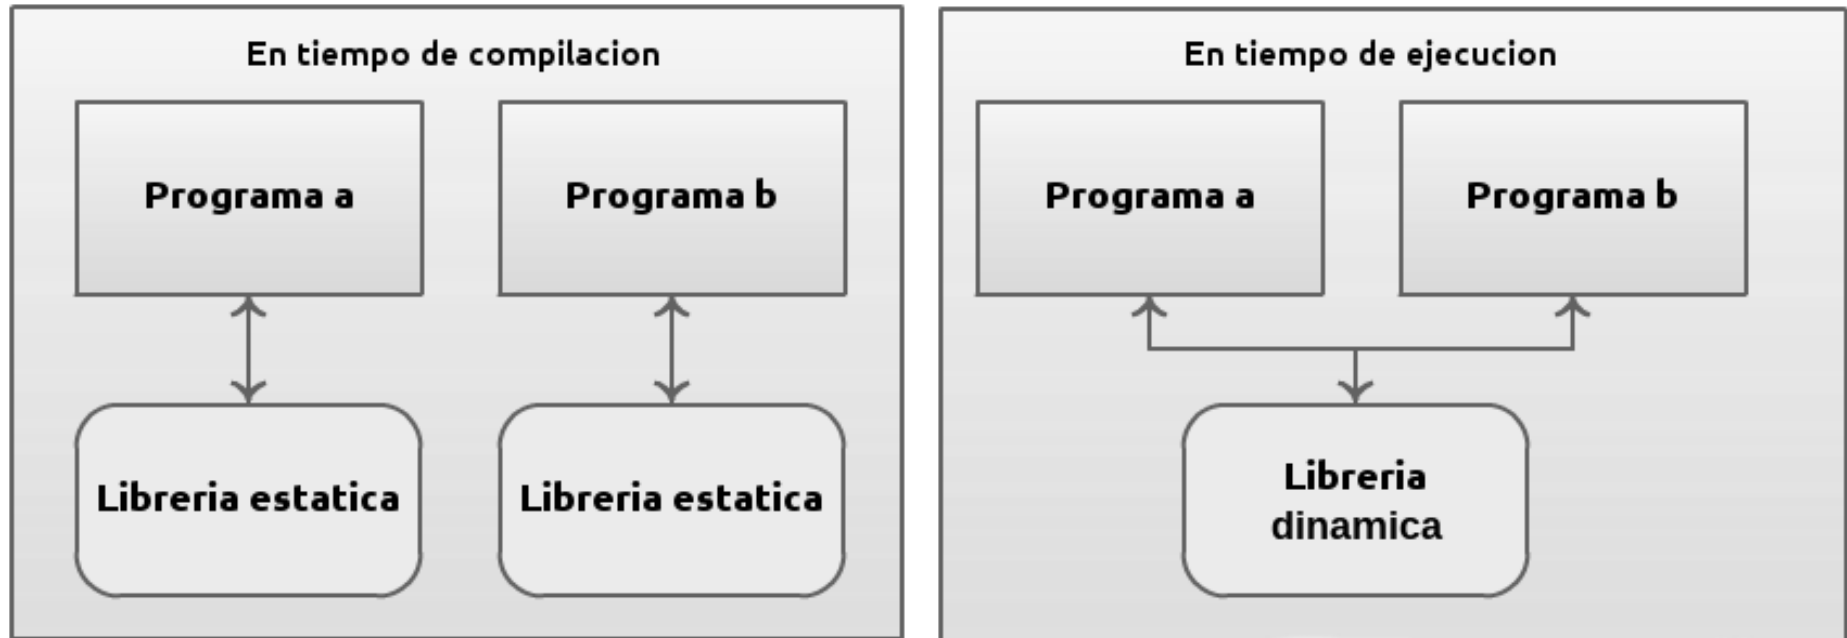 En tiempo de compilacion
Programa a
Programa b
Libreria estatica
Libreria estatica
En tiempo de ejecucion
Programa a
Programa b
Libreria
dinamica